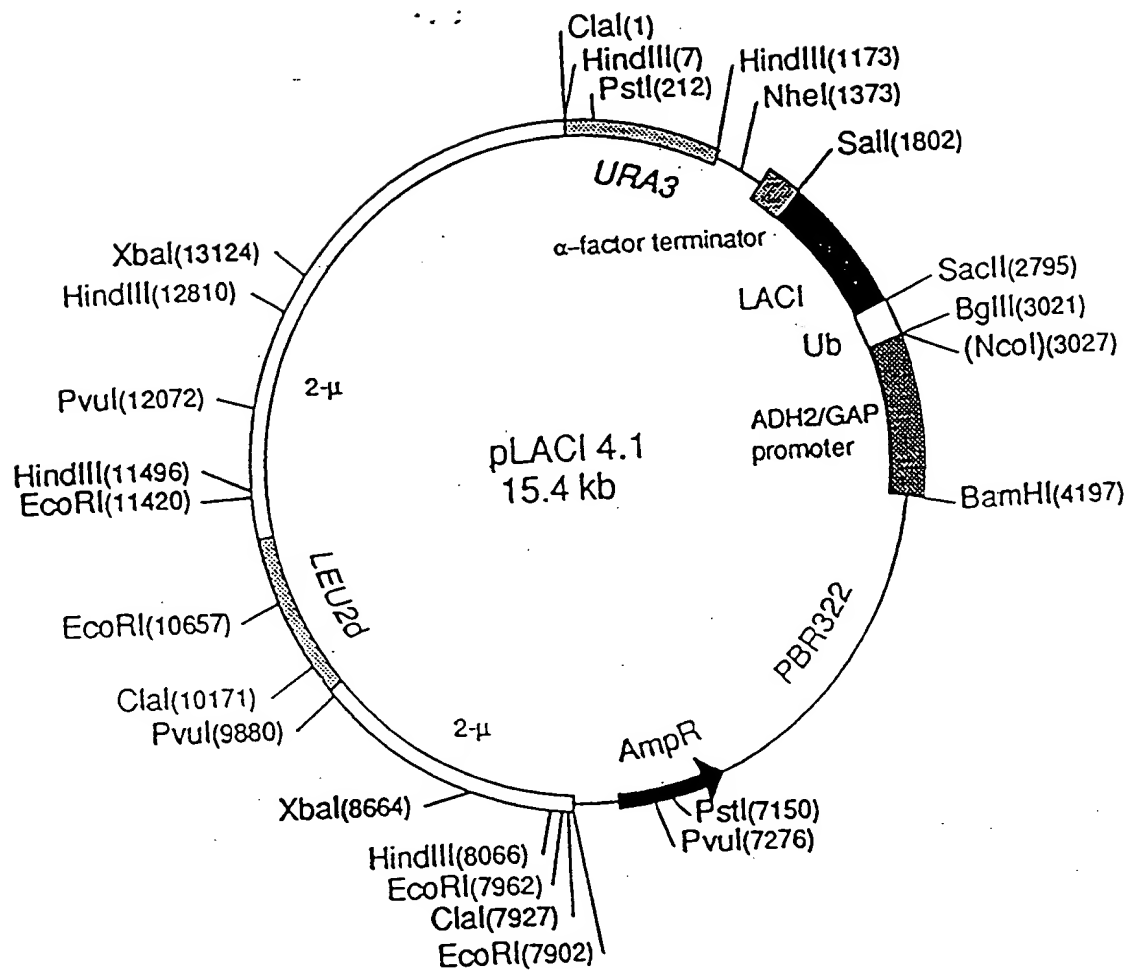 ClaI(1)
HindIII(7)
PstI(212)
HindIII(1173)
NheI(1373)
SalI(1802)
URA3
α-factor terminator
LACI
SacII(2795)
BglII(3021)
(NcoI)(3027)
Ub
ADH2/GAP
promoter
BamHI(4197)
PBR322
AmpR
PstI(7150)
PvuI(7276)
EcoRI(7902)
ClaI(7927)
EcoRI(7962)
HindIII(8066)
XbaI(8664)
2-μ
PvuI(9880)
ClaI(10171)
EcoRI(10657)
LEU2d
EcoRI(11420)
HindIII(11496)
PvuI(12072)
2-μ
HindIII(12810)
XbaI(13124)
pLACI 4.1
15.4 kb